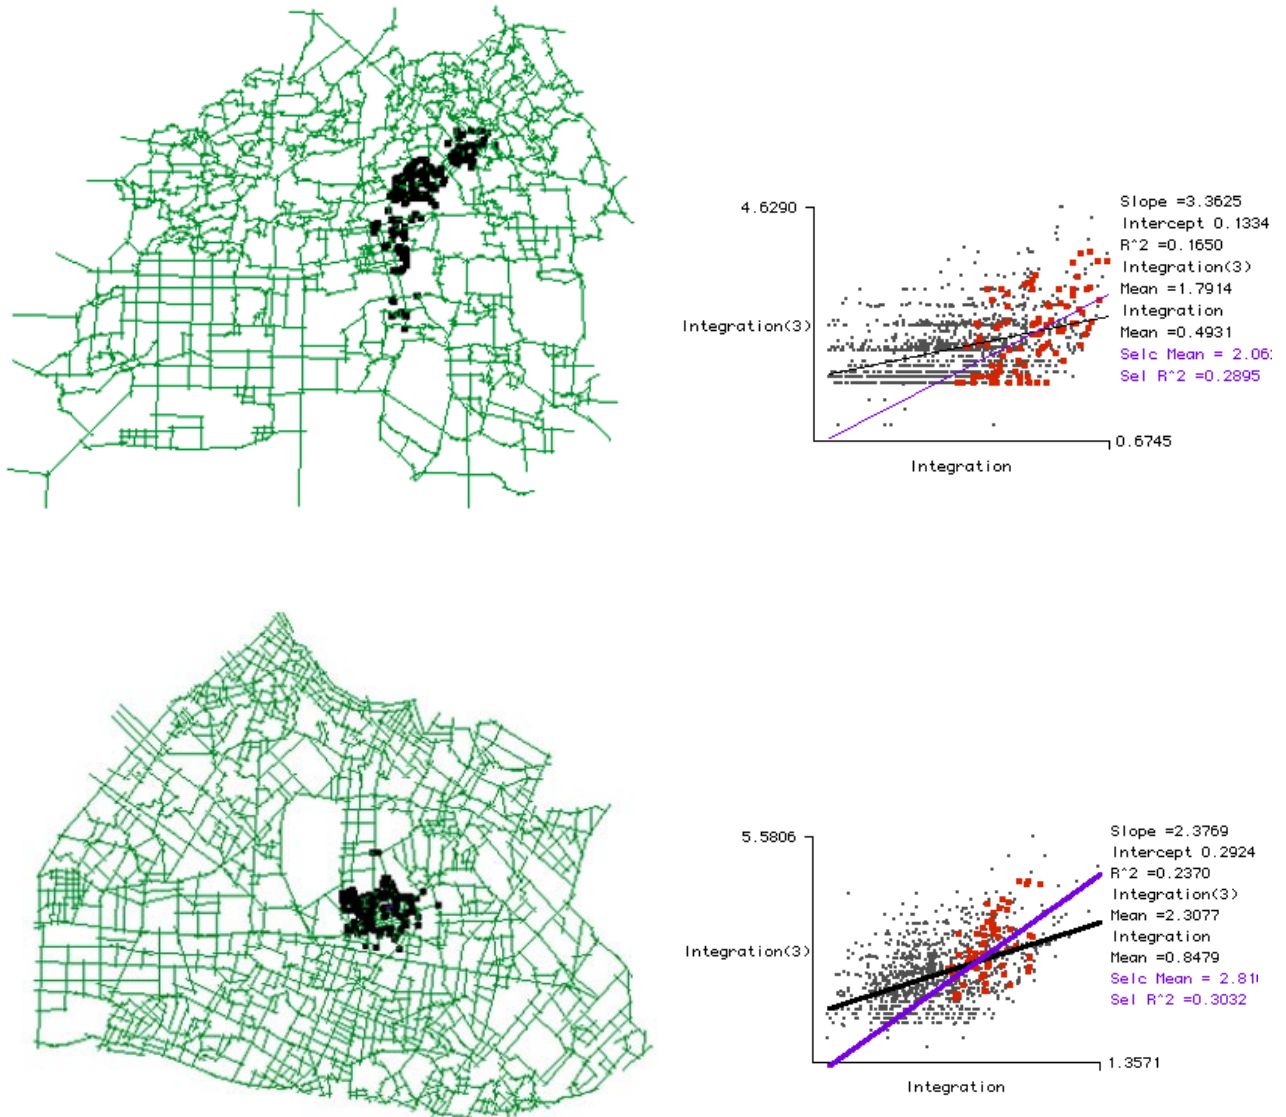 4.6290
Integration(3)
Slope =3.3625
Intercept 0.1334
R^2 =0.1650
Integration(3)
Mean =1.7914
Integration
Mean =0.4931
Selc Mean = 2.06
Sel R^2 =0.2895
0.6745
Integration
5.5806
Integration(3)
Slope =2.3769
Intercept 0.2924
R^2 =0.2370
Integration(3)
Mean =2.3077
Integration
Mean =0.8479
Selc Mean = 2.81
Sel R^2 =0.3032
1.3571
Integration